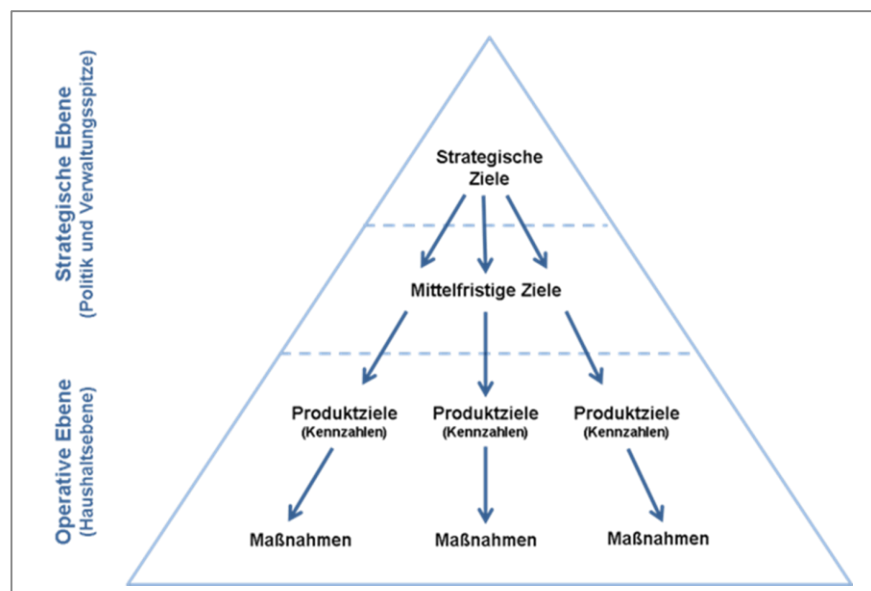 Strategische Ebene
(Politik und Verwaltungsspitze)
Strategische
Ziele
Mittelfristige Ziele
Operative Ebene
(Haushaltsebene)
Produktziele Produktziele Produktziele
(Kennzahlen) (Kennzahlen) (Kennzahlen)
Maßnahmen Maßnahmen Maßnahmen